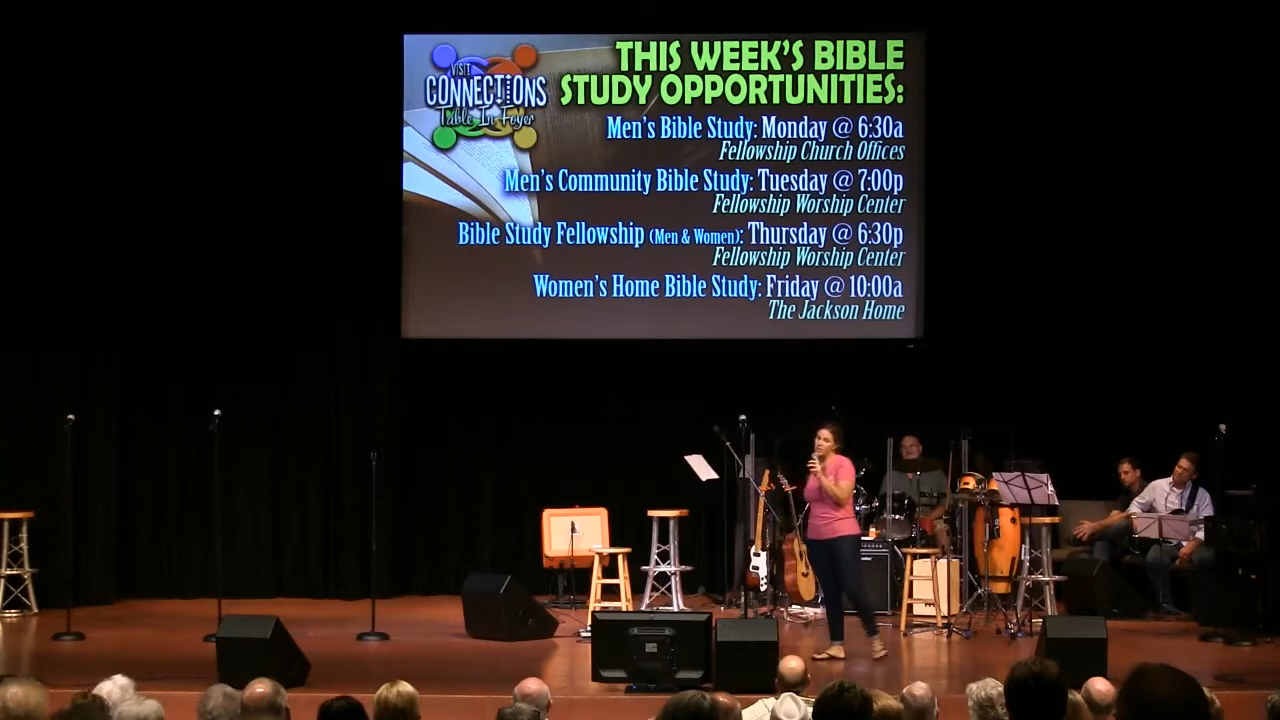 VISIT
CONNECTIONS
Table In Foyer
THIS WEEK'S BIBLE
STUDY OPPORTUNITIES:
Men's Bible Study: Monday @ 6:30a
Fellowship Church Offices
Men's Community Bible Study: Tuesday @ 7:00p
Fellowship Worship Center
Bible Study Fellowship (Men & Women): Thursday @ 6:30p
Fellowship Worship Center
Women's Home Bible Study: Friday @ 10:00a
The Jackson Home